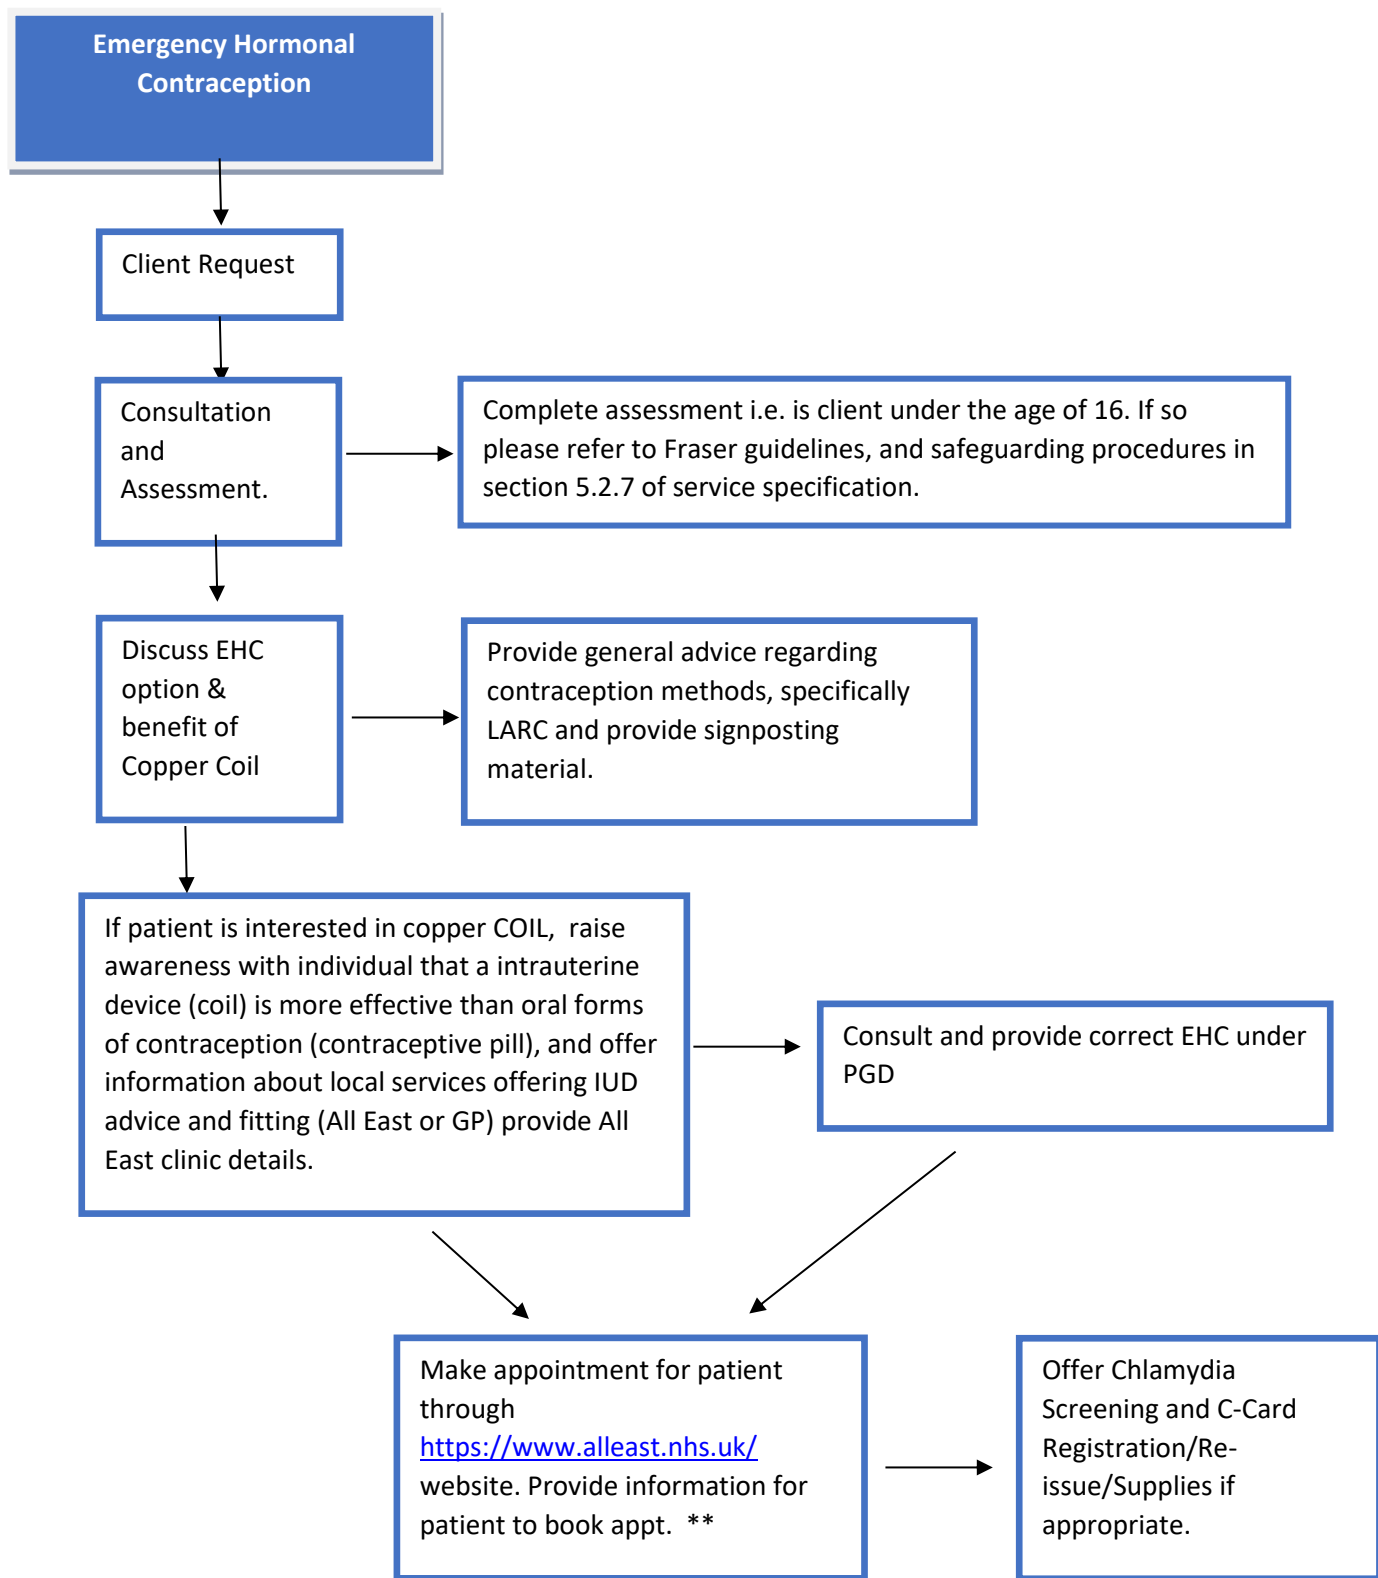 Emergency Hormonal
Contraception
Client Request
Consultation
and
Assessment.
Complete assessment i.e. is client under the age of 16. If so
please refer to Fraser guidelines, and safeguarding procedures in
section 5.2.7 of service specification.
Discuss EHC
option &
benefit of
Copper Coil
Provide general advice regarding
contraception methods, specifically
LARC and provide signposting
material.
If patient is interested in copper COIL,  raise
awareness with individual that a intrauterine
device (coil) is more effective than oral forms
of contraception (contraceptive pill), and offer
information about local services offering IUD
advice and fitting (All East or GP) provide All
East clinic details.
Consult and provide correct EHC under
PGD
Make appointment for patient
through
https://www.alleast.nhs.uk/
website. Provide information for
patient to book appt.  **
Offer Chlamydia
Screening and C-Card
Registration/Re-
issue/Supplies if
appropriate.